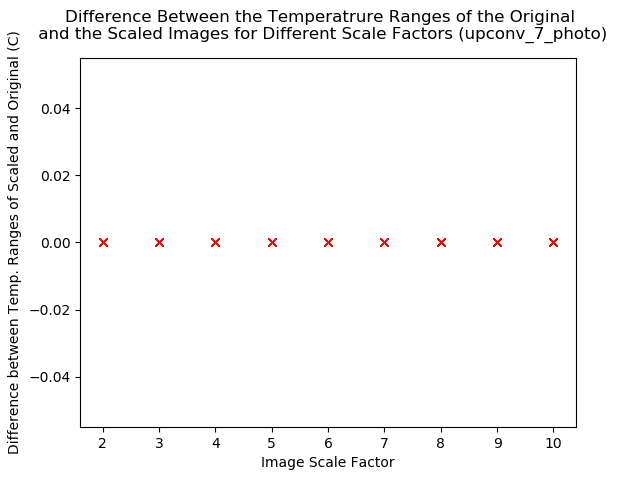 Difference Between the Temperatrure Ranges of the Original
and the Scaled Images for Different Scale Factors (upconv_7_photo)
Difference between Temp. Ranges of Scaled and Original (C)
0.04
0.02
0.00
−0.02
−0.04
2 3 4 5 6 7 8 9 10
Image Scale Factor